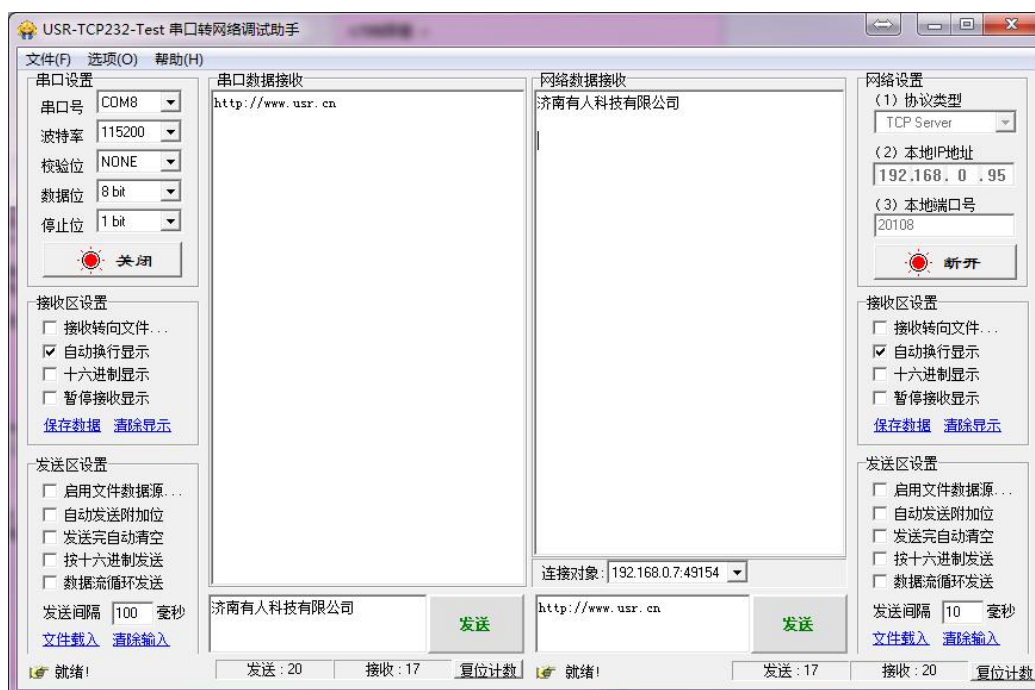 USR-TCP232-Test 串口转网络调试助手
文件(F) 选项(O) 帮助(H)
串口设置
串口号 COM8
波特率 115200
校验位 NONE
数据位 8 bit
停止位 1 bit
关闭
接收区设置
接收转向文件...
自动换行显示
十六进制显示
暂停接收显示
保存数据 清除显示
发送区设置
启用文件数据源...
自动发送附加位
发送完自动清空
按十六进制发送
数据流循环发送
发送间隔 100 毫秒
文件载入 清除输入
就绪!
串口数据接收
http://www.usr.cn
济南有人科技有限公司
发送
发送 : 20 接收 : 17 复位计数
网络数据接收
济南有人科技有限公司
连接对象: 192.168.0.7:49154
http://www.usr.cn
发送
就绪! 发送 : 17 接收 : 20 复位计数
网络设置
(1) 协议类型
TCP Server
(2) 本地IP地址
192.168. 0 .95
(3) 本地端口号
20108
断开
接收区设置
接收转向文件...
自动换行显示
十六进制显示
暂停接收显示
保存数据 清除显示
发送区设置
启用文件数据源...
自动发送附加位
发送完自动清空
按十六进制发送
数据流循环发送
发送间隔 10 毫秒
文件载入 清除输入